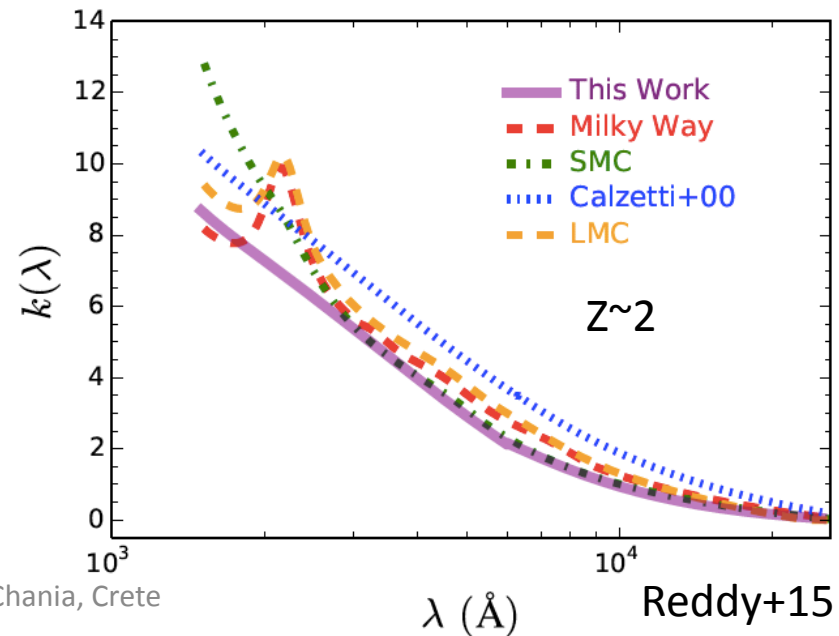 14
12
10
8
6
4
2
0
k(λ)
This Work
Milky Way
SMC
Calzetti+00
LMC
Z~2
10³
10⁴
λ (Å)
Chania, Crete
Reddy+15